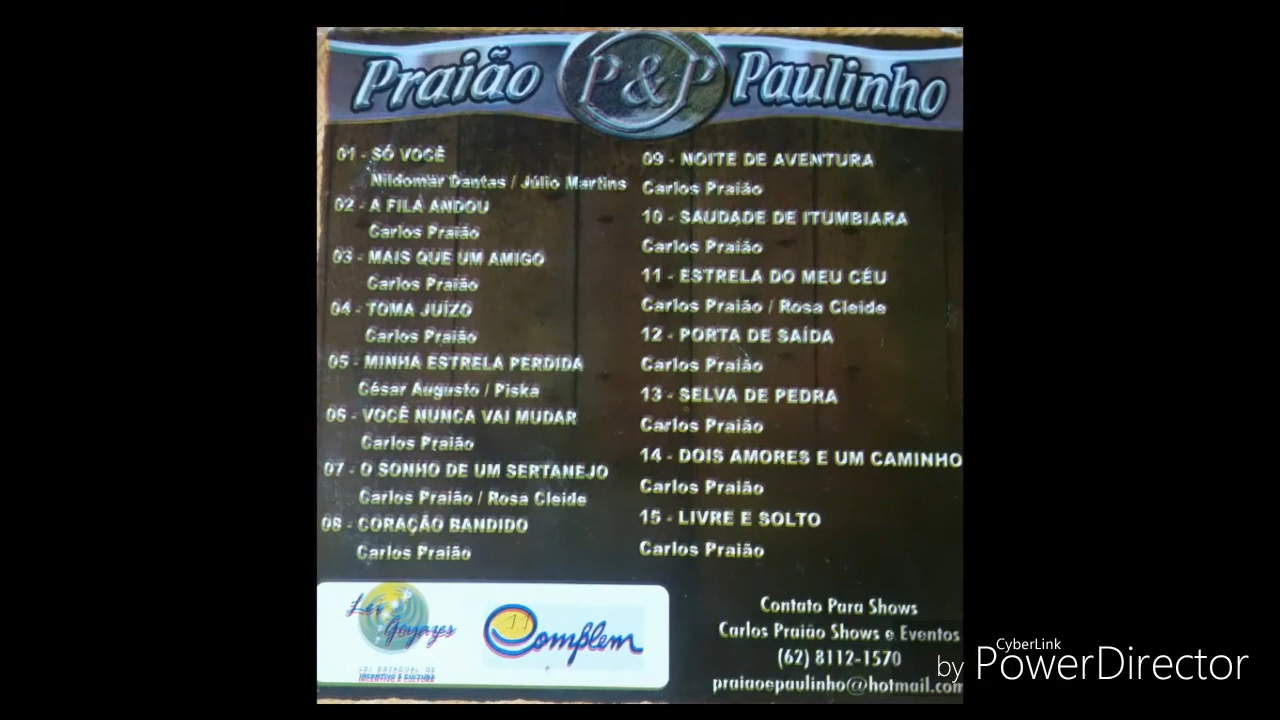 Praião P & P Paulinho
01 - SÓ VOCÊ
Nildomar Dantas / Júlio Martins
02 - A FILA ANDOU
Carlos Praião
03 - MAIS QUE UM AMIGO
Carlos Praião
04 - TOMA JUÍZO
Carlos Praião
05 - MINHA ESTRELA PERDIDA
César Augusto / Piska
06 - VOCÊ NUNCA VAI MUDAR
Carlos Praião
07 - O SONHO DE UM SERTANEJO
Carlos Praião / Rosa Cleide
08 - CORAÇÃO BANDIDO
Carlos Praião
09 - NOITE DE AVENTURA
Carlos Praião
10 - SAUDADE DE ITUMBIARA
Carlos Praião
11 - ESTRELA DO MEU CÉU
Carlos Praião / Rosa Cleide
12 - PORTA DE SAÍDA
Carlos Praião
13 - SELVA DE PEDRA
Carlos Praião
14 - DOIS AMORES E UM CAMINHO
Carlos Praião
15 - LIVRE E SOLTO
Carlos Praião
Lei
Goyazes
LEI ESTADUAL DE
INCENTIVO À CULTURA
Complem
Contato Para Shows
Carlos Praião Shows e Eventos
(62) 8112-1570
praiaoepaulinho@hotmail.com
CyberLink
by PowerDirector